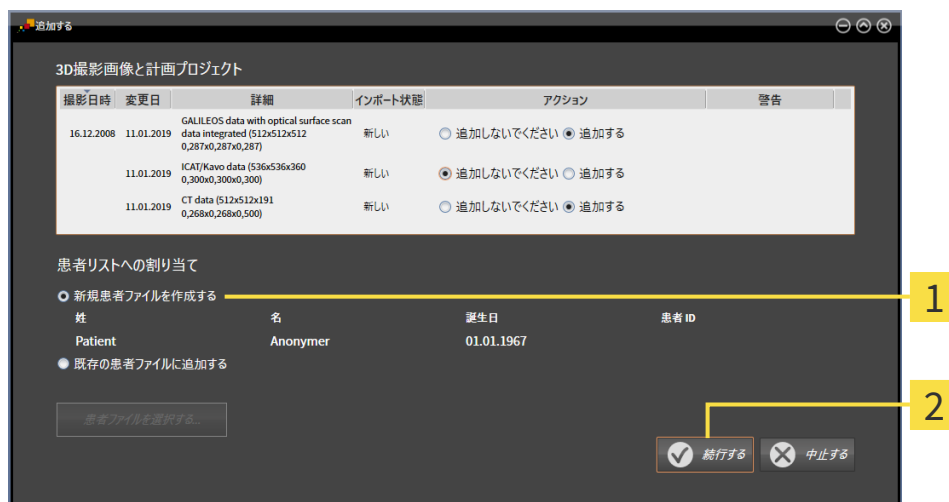 追加する
3D撮影画像と計画プロジェクト
撮影日時 変更日 詳細 インポート状態 アクション 警告
GALILEOS data with optical surface scan
16.12.2008 11.01.2019 data integrated (512x512x512 新しい 追加しないでください 追加する
0,287x0,287x0,287)
11.01.2019 ICAT/Kavo data (536x536x360 新しい 追加しないでください 追加する
0,300x0,300x0,300)
11.01.2019 CT data (512x512x191 新しい 追加しないでください 追加する
0,268x0,268x0,500)
患者リストへの割り当て
新規患者ファイルを作成する 1
姓 名 誕生日 患者 ID
Patient Anonymer 01.01.1967
既存の患者ファイルに追加する
2
患者ファイルを選択する...
続行する 中止する